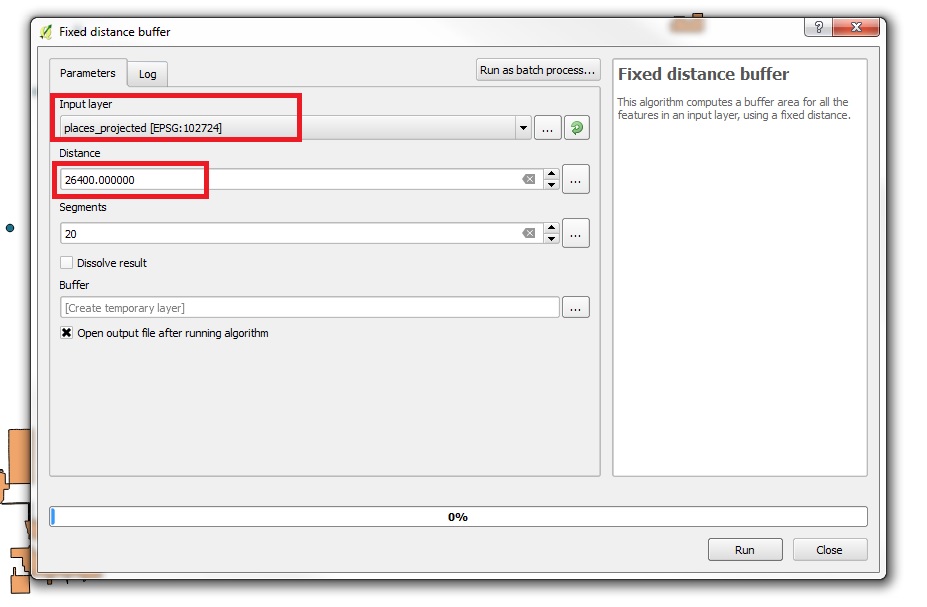 Fixed distance buffer
?
Parameters
Log
Run as batch process...
Input layer
places_projected [EPSG:102724]
...
Distance
26400.000000
...
Segments
20
...
Dissolve result
Buffer
[Create temporary layer]
...
Open output file after running algorithm
Fixed distance buffer
This algorithm computes a buffer area for all the
features in an input layer, using a fixed distance.
0%
Run
Close